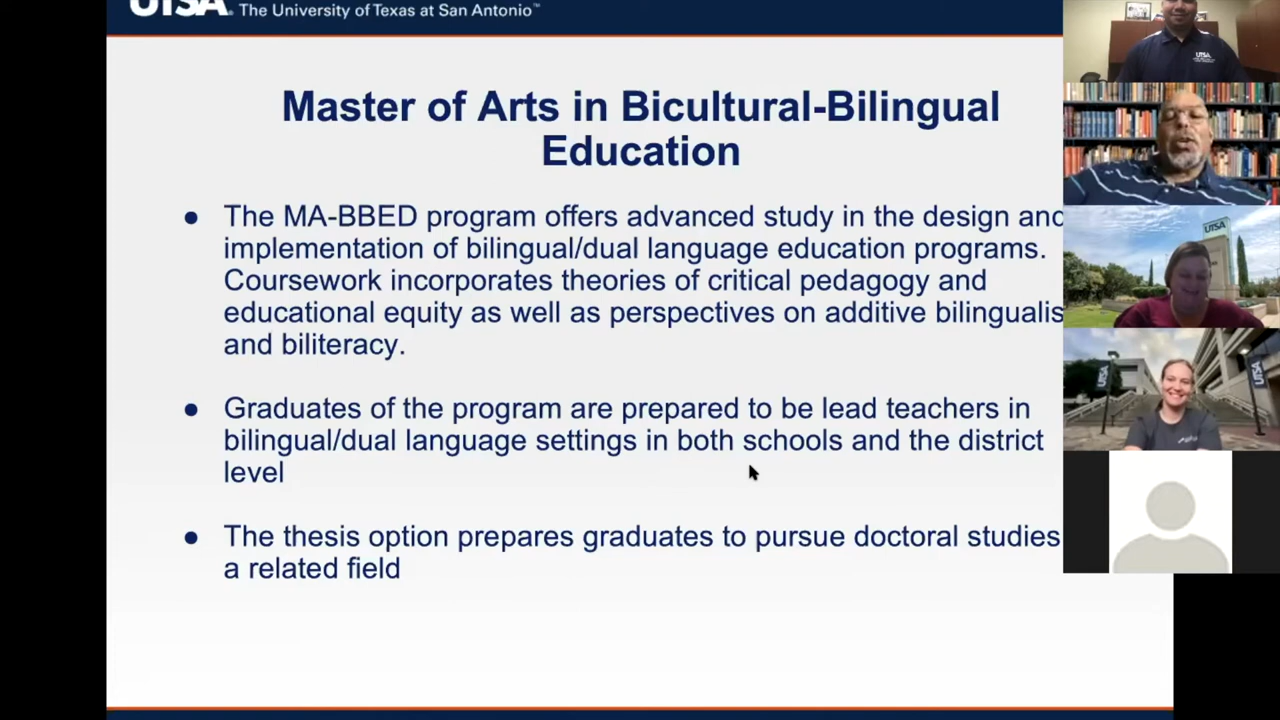 UTSA. The University of Texas at San Antonio™
Master of Arts in Bicultural-Bilingual
Education
● The MA-BBED program offers advanced study in the design and
implementation of bilingual/dual language education programs.
Coursework incorporates theories of critical pedagogy and
educational equity as well as perspectives on additive bilingualis
and biliteracy.
● Graduates of the program are prepared to be lead teachers in
bilingual/dual language settings in both schools and the district
level
● The thesis option prepares graduates to pursue doctoral studies
a related field
UTSA
UTSA
UTSA
UTSA